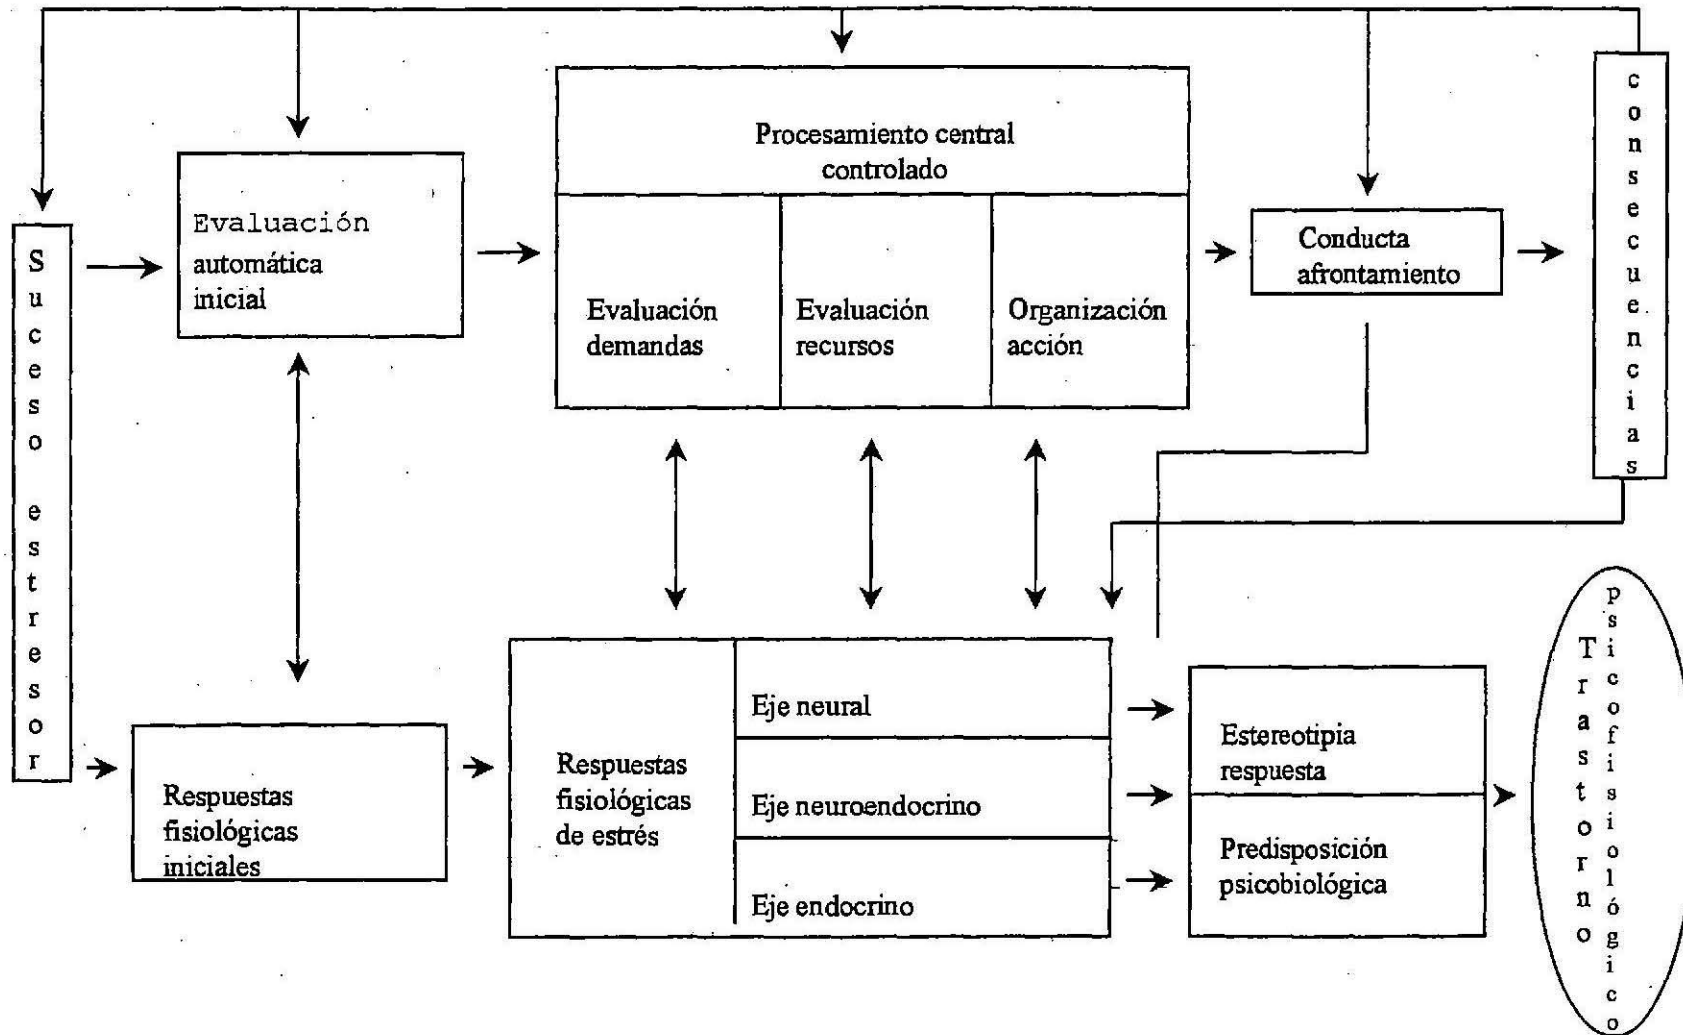 Suceso estresor
Evaluación
automática
inicial
Procesamiento central
controlado
Evaluación
demandas
Evaluación
recursos
Organización
acción
Conducta
afrontamiento
consecuencias
Respuestas
fisiológicas
iniciales
Respuestas
fisiológicas
de estrés
Eje neural
Eje neuroendocrino
Eje endocrino
Estereotipia
respuesta
Predisposición
psicobiológica
Trastorno
psicofisiológico